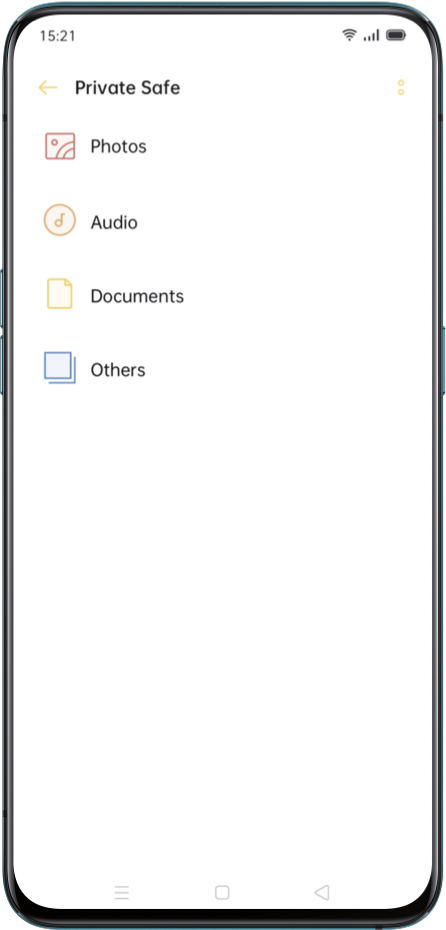 15:21
Private Safe
Photos
Audio
Documents
Others